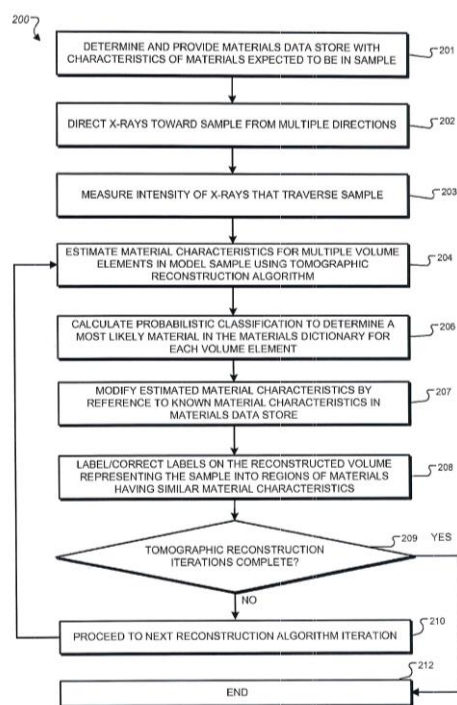 200
DETERMINE AND PROVIDE MATERIALS DATA STORE WITH
CHARACTERISTICS OF MATERIALS EXPECTED TO BE IN SAMPLE
201
DIRECT X-RAYS TOWARD SAMPLE FROM MULTIPLE DIRECTIONS
202
MEASURE INTENSITY OF X-RAYS THAT TRAVERSE SAMPLE
203
ESTIMATE MATERIAL CHARACTERISTICS FOR MULTIPLE VOLUME
ELEMENTS IN MODEL SAMPLE USING TOMOGRAPHIC
RECONSTRUCTION ALGORITHM
204
CALCULATE PROBABILISTIC CLASSIFICATION TO DETERMINE A
MOST LIKELY MATERIAL IN THE MATERIALS DICTIONARY FOR
EACH VOLUME ELEMENT
206
MODIFY ESTIMATED MATERIAL CHARACTERISTICS BY
REFERENCE TO KNOWN MATERIAL CHARACTERISTICS IN
MATERIALS DATA STORE
207
LABEL/CORRECT LABELS ON THE RECONSTRUCTED VOLUME
REPRESENTING THE SAMPLE INTO REGIONS OF MATERIALS
HAVING SIMILAR MATERIAL CHARACTERISTICS
208
TOMOGRAPHIC RECONSTRUCTION
ITERATIONS COMPLETE?
209
YES
NO
PROCEED TO NEXT RECONSTRUCTION ALGORITHM ITERATION
210
212
END